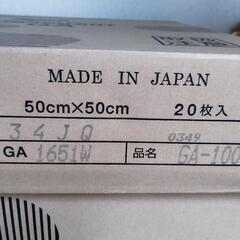 MADE IN JAPAN
50cm×50cm 20枚入
34JQ 0349
GA 1651W 品名 GA-100